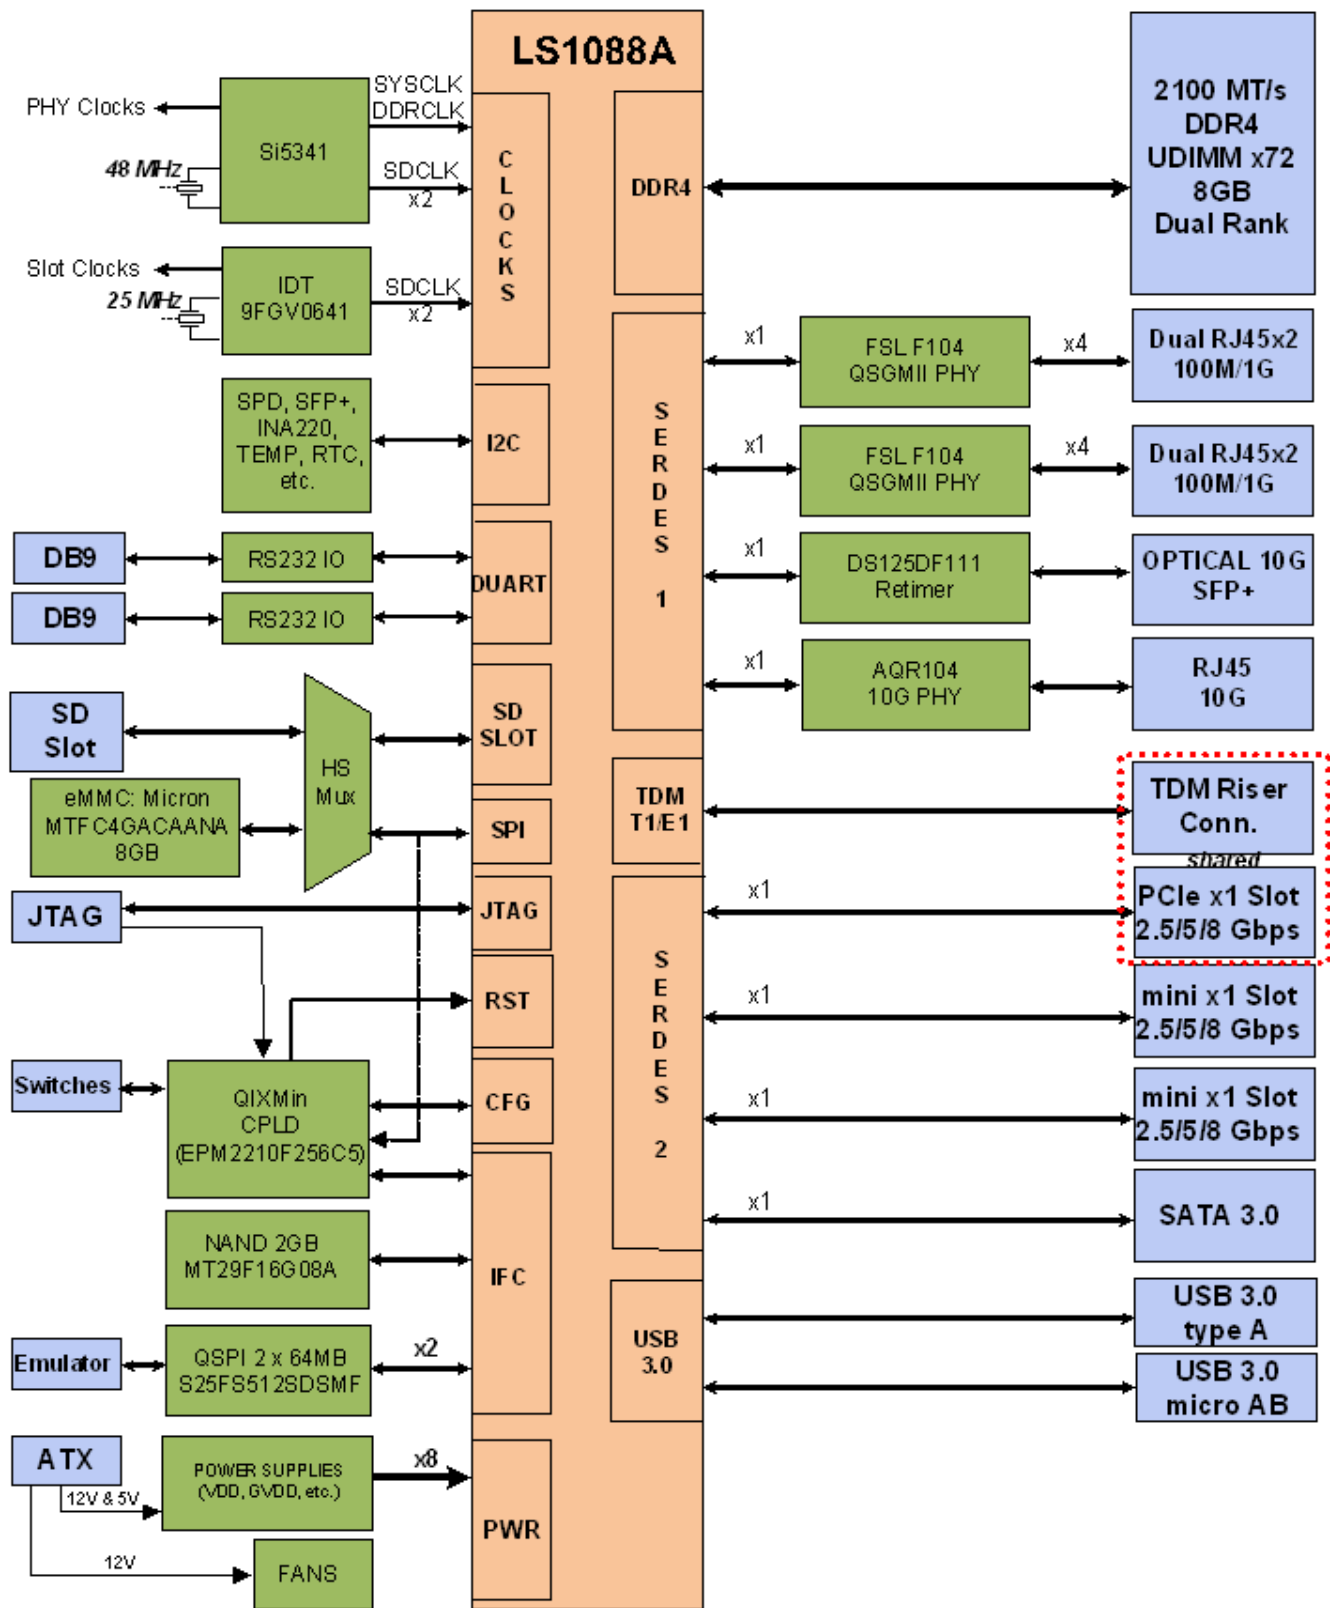 LS1088A
PHY Clocks
48 MHz
Si5341
SYSCLK
DDRCLK
SDCLK
x2
Slot Clocks
25 MHz
IDT
9FGV0641
SDCLK
x2
C
L
O
C
K
S
SPD, SFP+,
INA220,
TEMP, RTC,
etc.
I2C
DB9
RS232 IO
DB9
RS232 IO
DUART
SD
Slot
HS
Mux
SD
SLOT
eMMC: Micron
MTFC4GACAANA
8GB
SPI
JTAG
JTAG
RST
Switches
QIXMin
CPLD
(EPM2210F256C5)
CFG
NAND 2GB
MT29F16G08A
IFC
Emulator
QSPI 2 x 64MB
S25FS512SDSMF
x2
ATX
12V & 5V
POWER SUPPLIES
(VDD, GVDD, etc.)
x8
PWR
12V
FANS
DDR4
2100 MT/s
DDR4
UDIMM x72
8GB
Dual Rank
S
E
R
D
E
S
1
x1
FSL F104
QSGMII PHY
x4
Dual RJ45x2
100M/1G
x1
FSL F104
QSGMII PHY
x4
Dual RJ45x2
100M/1G
x1
DS125DF111
Retimer
OPTICAL 10G
SFP+
x1
AQR104
10G PHY
RJ45
10G
TDM
T1/E1
TDM Riser
Conn.
shared
S
E
R
D
E
S
2
x1
PCIe x1 Slot
2.5/5/8 Gbps
x1
mini x1 Slot
2.5/5/8 Gbps
x1
mini x1 Slot
2.5/5/8 Gbps
x1
SATA 3.0
USB
3.0
USB 3.0
type A
USB 3.0
micro AB